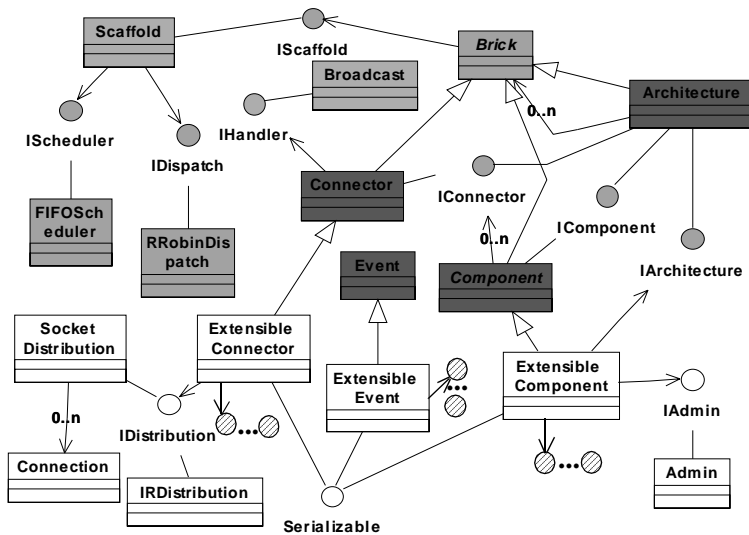 Scaffold
IScaffold
Brick
Broadcast
Architecture
IScheduler
IHandler
0..n
IDispatch
Connector
IConnector
IComponent
FIFOSch
eduler
RRobinDis
patch
0..n
Event
Component
IArchitecture
Socket
Distribution
Extensible
Connector
Extensible
Event
...
Extensible
Component
IAdmin
0..n
IDistribution
...
...
Connection
IRDistribution
Admin
Serializable